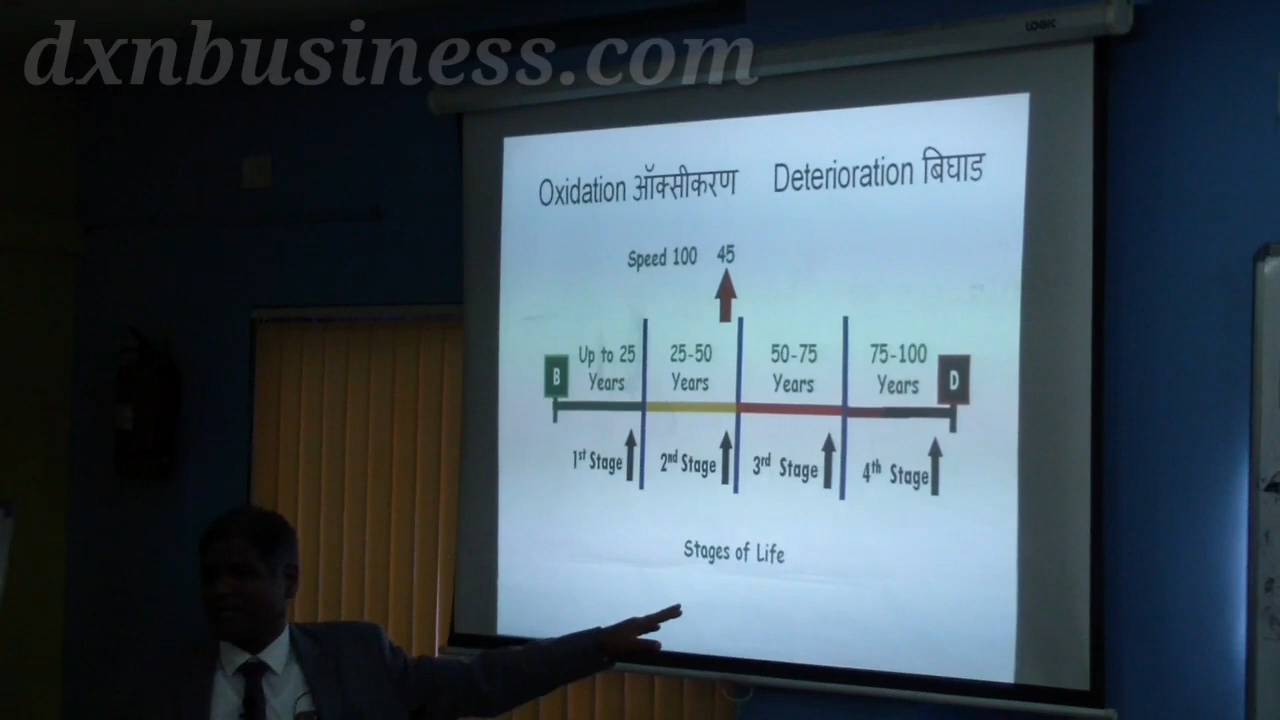 dxnbusiness.com
LOGIC
Oxidation ऑक्सीकरण Deterioration बिघाड
Speed 100 45
B Up to 25 Years 25-50 Years 50-75 Years 75-100 Years D
1st Stage 2nd Stage 3rd Stage 4th Stage
Stages of Life